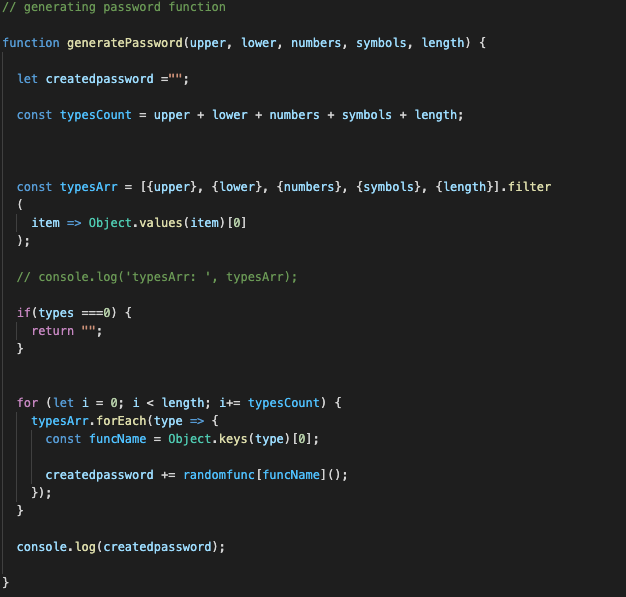 // generating password function
function generatePassword(upper, lower, numbers, symbols, length) {
let createdpassword ="";
const typesCount = upper + lower + numbers + symbols + length;
const typesArr = [{upper}, {lower}, {numbers}, {symbols}, {length}].filter
(
item => Object.values(item)[0]
);
// console.log('typesArr: ', typesArr);
if(types ===0) {
return "";
}
for (let i = 0; i < length; i+= typesCount) {
typesArr.forEach(type => {
const funcName = Object.keys(type)[0];
createdpassword += randomfunc[funcName]();
});
}
console.log(createdpassword);
}